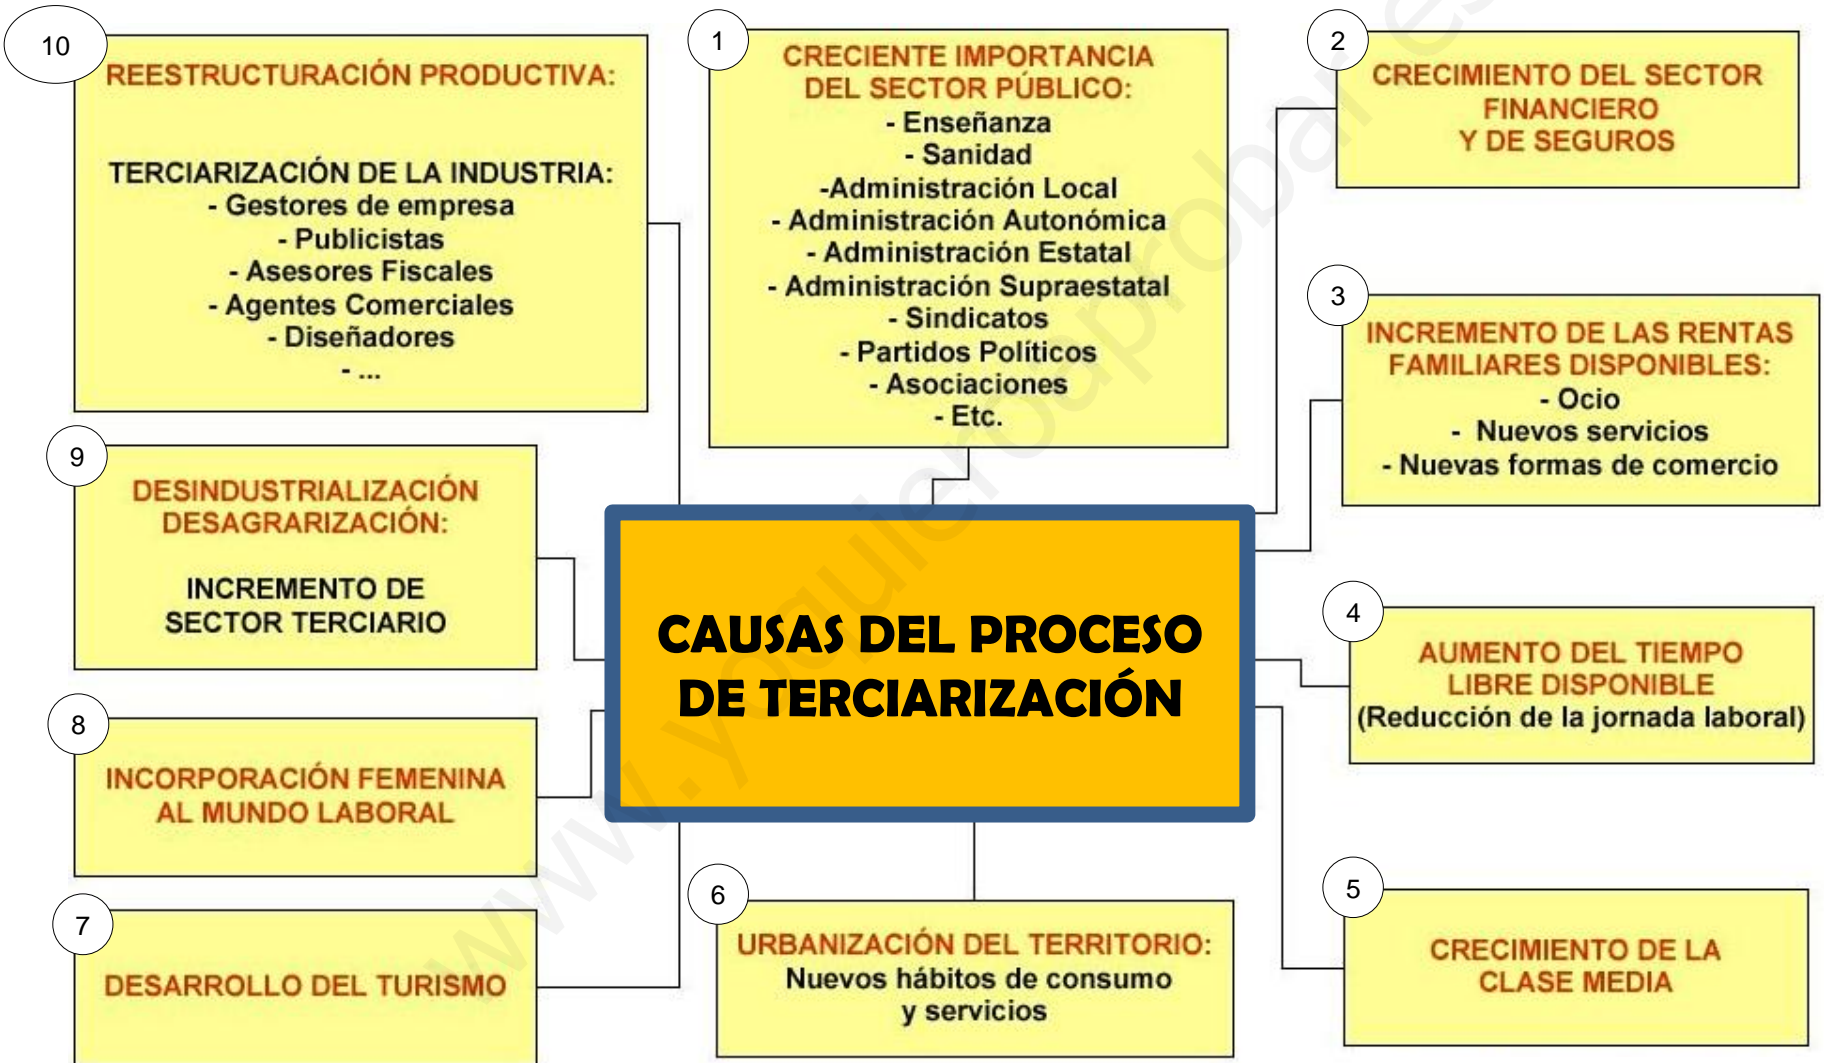 10
REESTRUCTURACIÓN PRODUCTIVA:
TERCIARIZACIÓN DE LA INDUSTRIA:
- Gestores de empresa
- Publicistas
- Asesores Fiscales
- Agentes Comerciales
- Diseñadores
- ...
1
CRECIENTE IMPORTANCIA
DEL SECTOR PÚBLICO:
- Enseñanza
- Sanidad
-Administración Local
- Administración Autonómica
- Administración Estatal
- Administración Supraestatal
- Sindicatos
- Partidos Políticos
- Asociaciones
- Etc.
2
CRECIMIENTO DEL SECTOR
FINANCIERO
Y DE SEGUROS
3
INCREMENTO DE LAS RENTAS
FAMILIARES DISPONIBLES:
- Ocio
- Nuevos servicios
- Nuevas formas de comercio
9
DESINDUSTRIALIZACIÓN
DESAGRARIZACIÓN:
INCREMENTO DE
SECTOR TERCIARIO
CAUSAS DEL PROCESO
DE TERCIARIZACIÓN
4
AUMENTO DEL TIEMPO
LIBRE DISPONIBLE
(Reducción de la jornada laboral)
8
INCORPORACIÓN FEMENINA
AL MUNDO LABORAL
7
DESARROLLO DEL TURISMO
6
URBANIZACIÓN DEL TERRITORIO:
Nuevos hábitos de consumo
y servicios
5
CRECIMIENTO DE LA
CLASE MEDIA
www.yoquieroaprobar.es